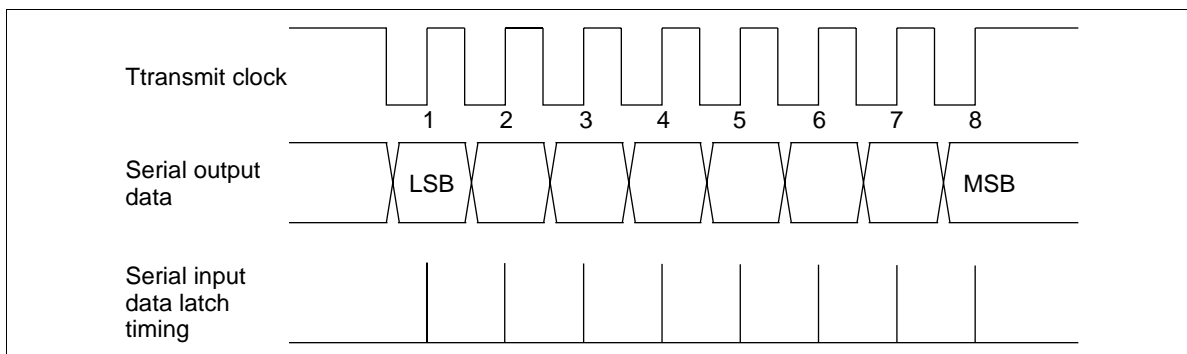 Ttransmit clock
1 2 3 4 5 6 7 8
Serial output
data
LSB
MSB
Serial input
data latch
timing